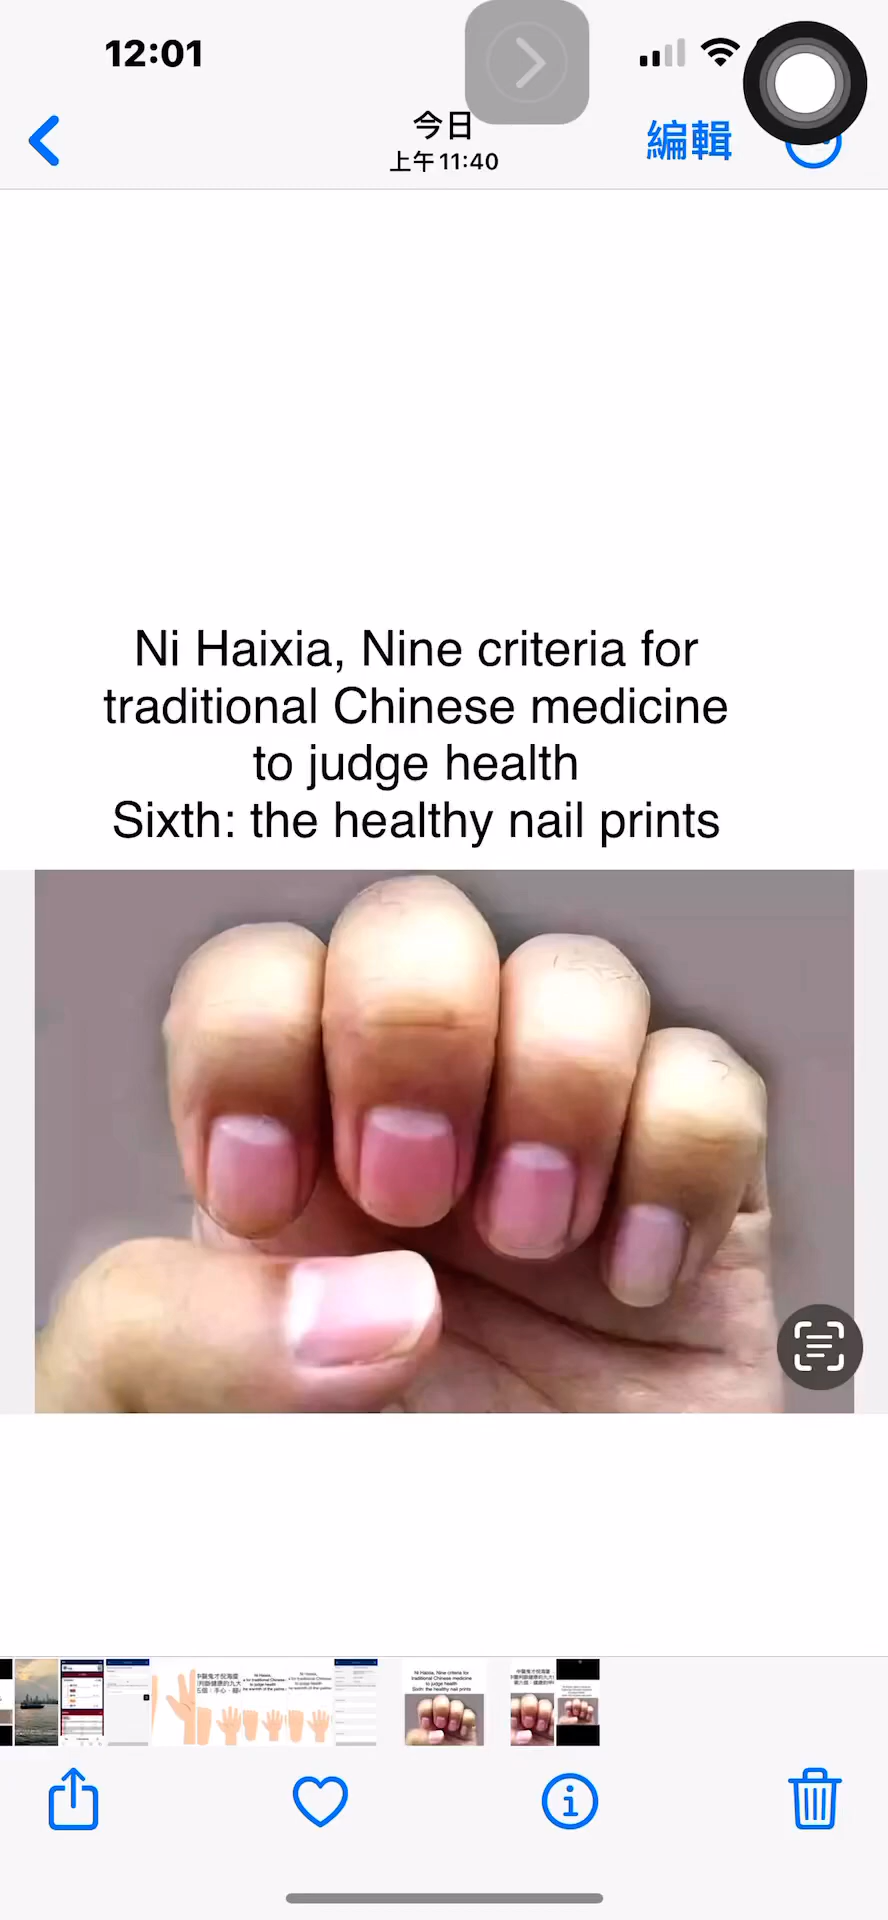 12:01
今日
上午11:40
編輯
Ni Haixia, Nine criteria for
traditional Chinese medicine
to judge health
Sixth: the healthy nail prints